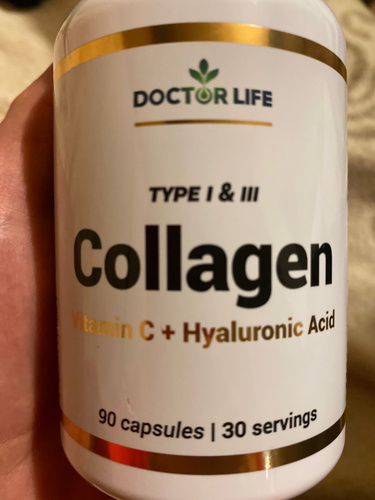 DOCTOR LIFE
TYPE I & III
Collagen
Vitamin C + Hyaluronic Acid
90 capsules | 30 servings